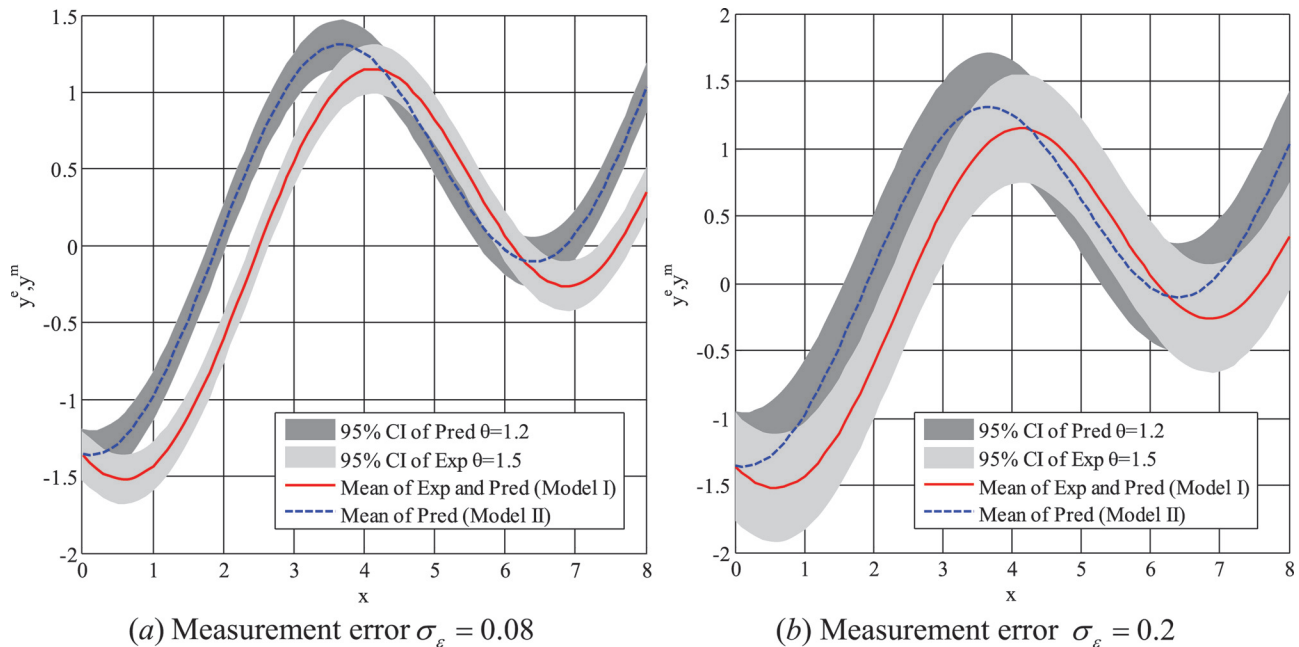 1.5
1
0.5
0
-0.5
-1
-1.5
-2
y^e,y^m
0 1 2 3 4 5 6 7 8
x
95% CI of Pred θ=1.2
95% CI of Exp θ=1.5
Mean of Exp and Pred (Model I)
Mean of Pred (Model II)
(a) Measurement error σ_ε = 0.08
2
1.5
1
0.5
0
-0.5
-1
-1.5
-2
y^e,y^m
0 1 2 3 4 5 6 7 8
x
95% CI of Pred θ=1.2
95% CI of Exp θ=1.5
Mean of Exp and Pred (Model I)
Mean of Pred (Model II)
(b) Measurement error σ_ε = 0.2